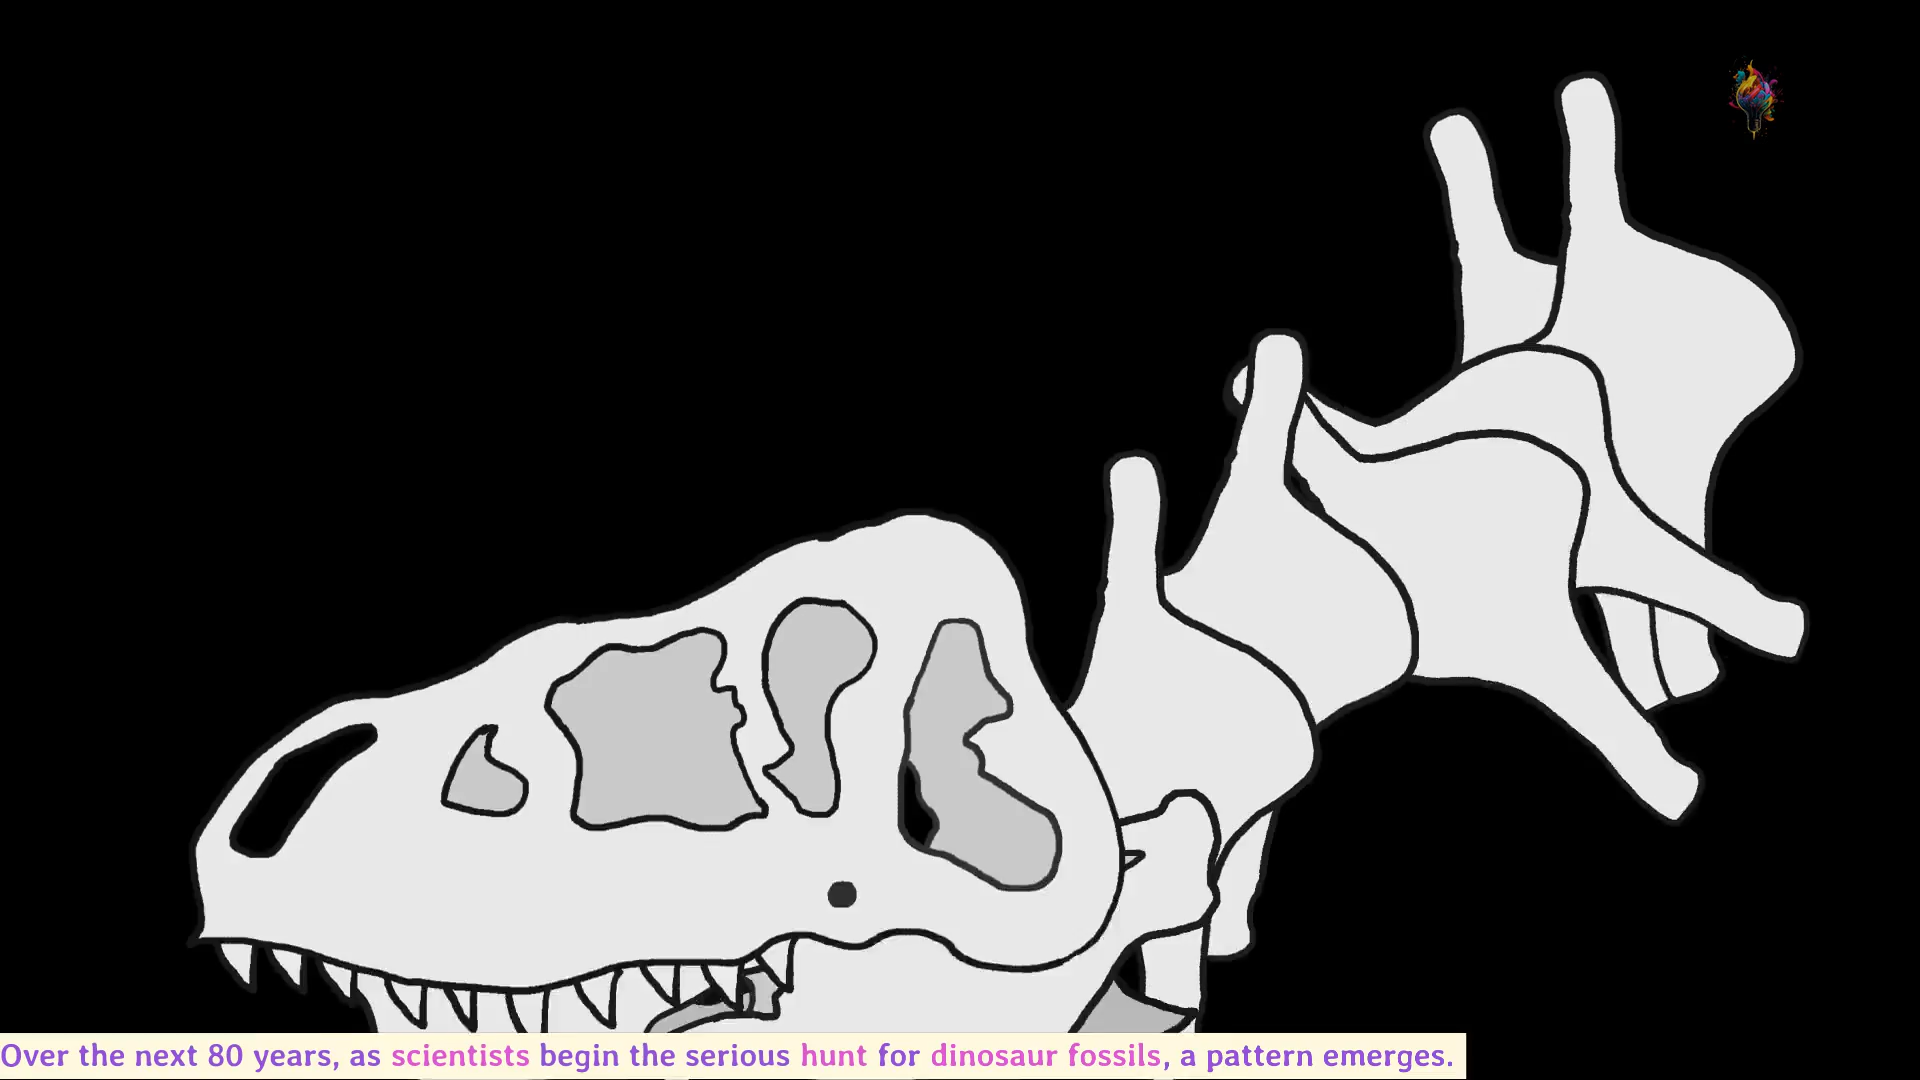 Over the next 80 years, as scientists begin the serious hunt for dinosaur fossils, a pattern emerges.